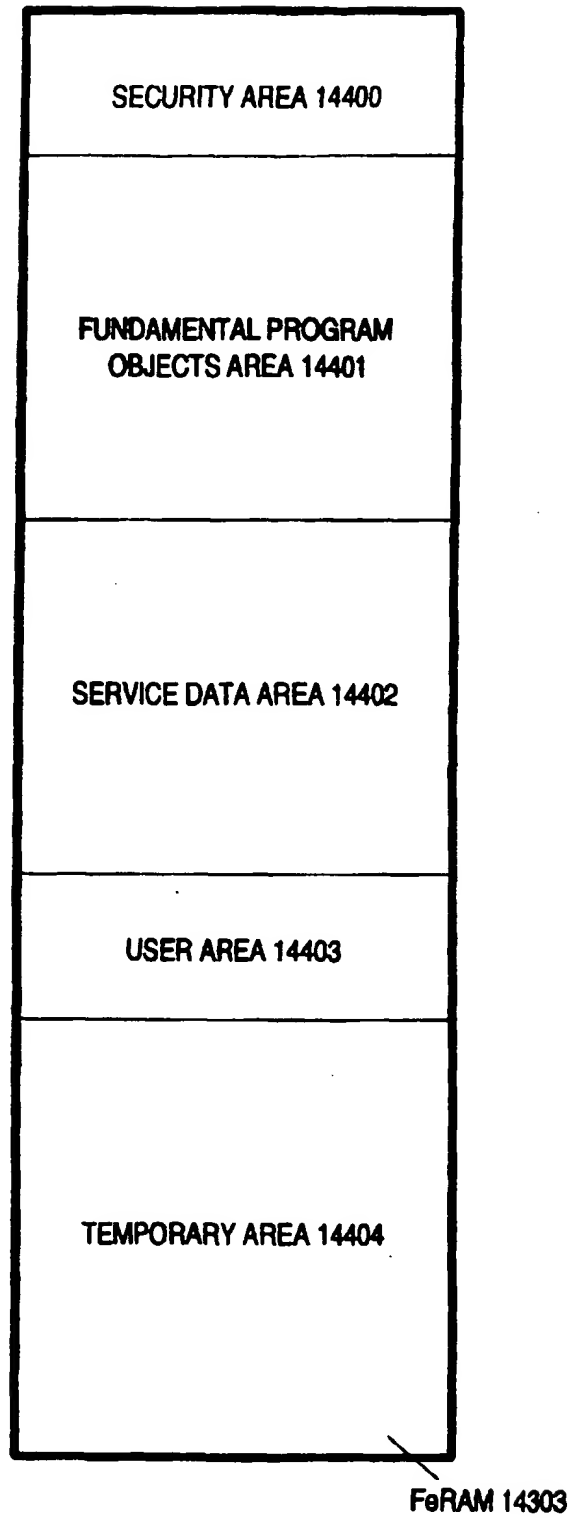 SECURITY AREA 14400
FUNDAMENTAL PROGRAM
OBJECTS AREA 14401
SERVICE DATA AREA 14402
USER AREA 14403
TEMPORARY AREA 14404
FeRAM 14303